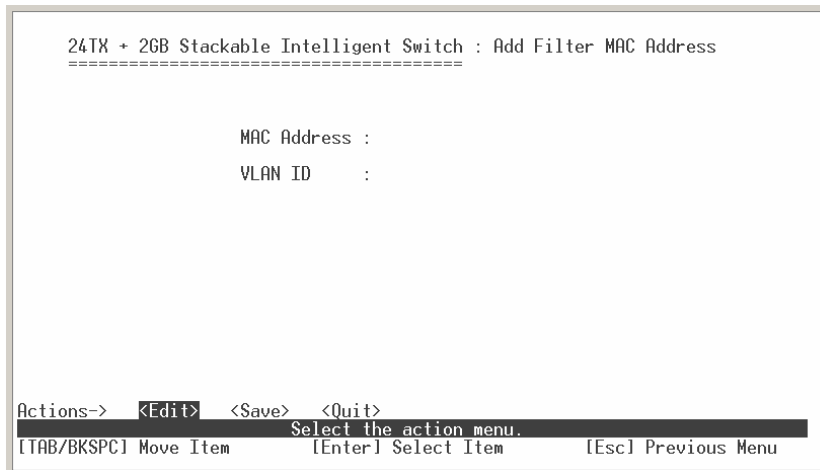 24TX + 2GB Stackable Intelligent Switch : Add Filter MAC Address
=======================================
MAC Address :
VLAN ID :
Actions-> <Edit> <Save> <Quit>
Select the action menu.
[TAB/BKSPC] Move Item [Enter] Select Item [Esc] Previous Menu